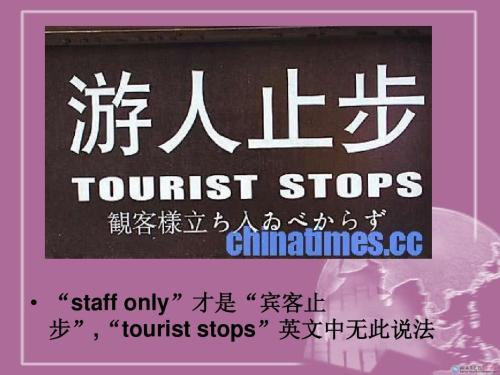 游人止步
TOURIST STOPS
観客様立ち入るべからず
chinatimes.cc
• “staff only”才是“宾客止
步”,“tourist stops”英文中无此说法